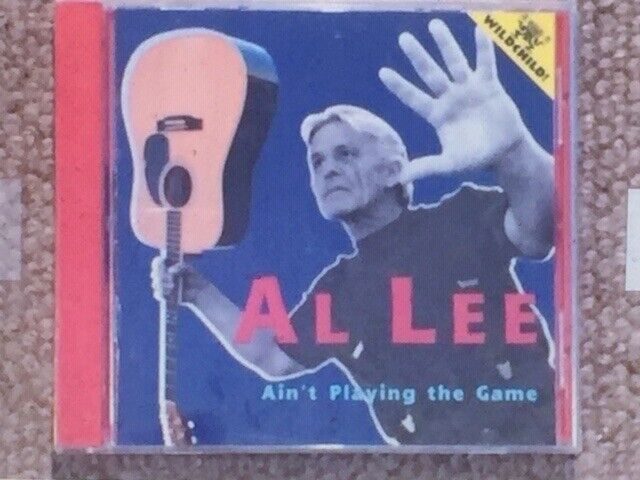 WILDCHILD!
AL LEE
Ain't Playing the Game